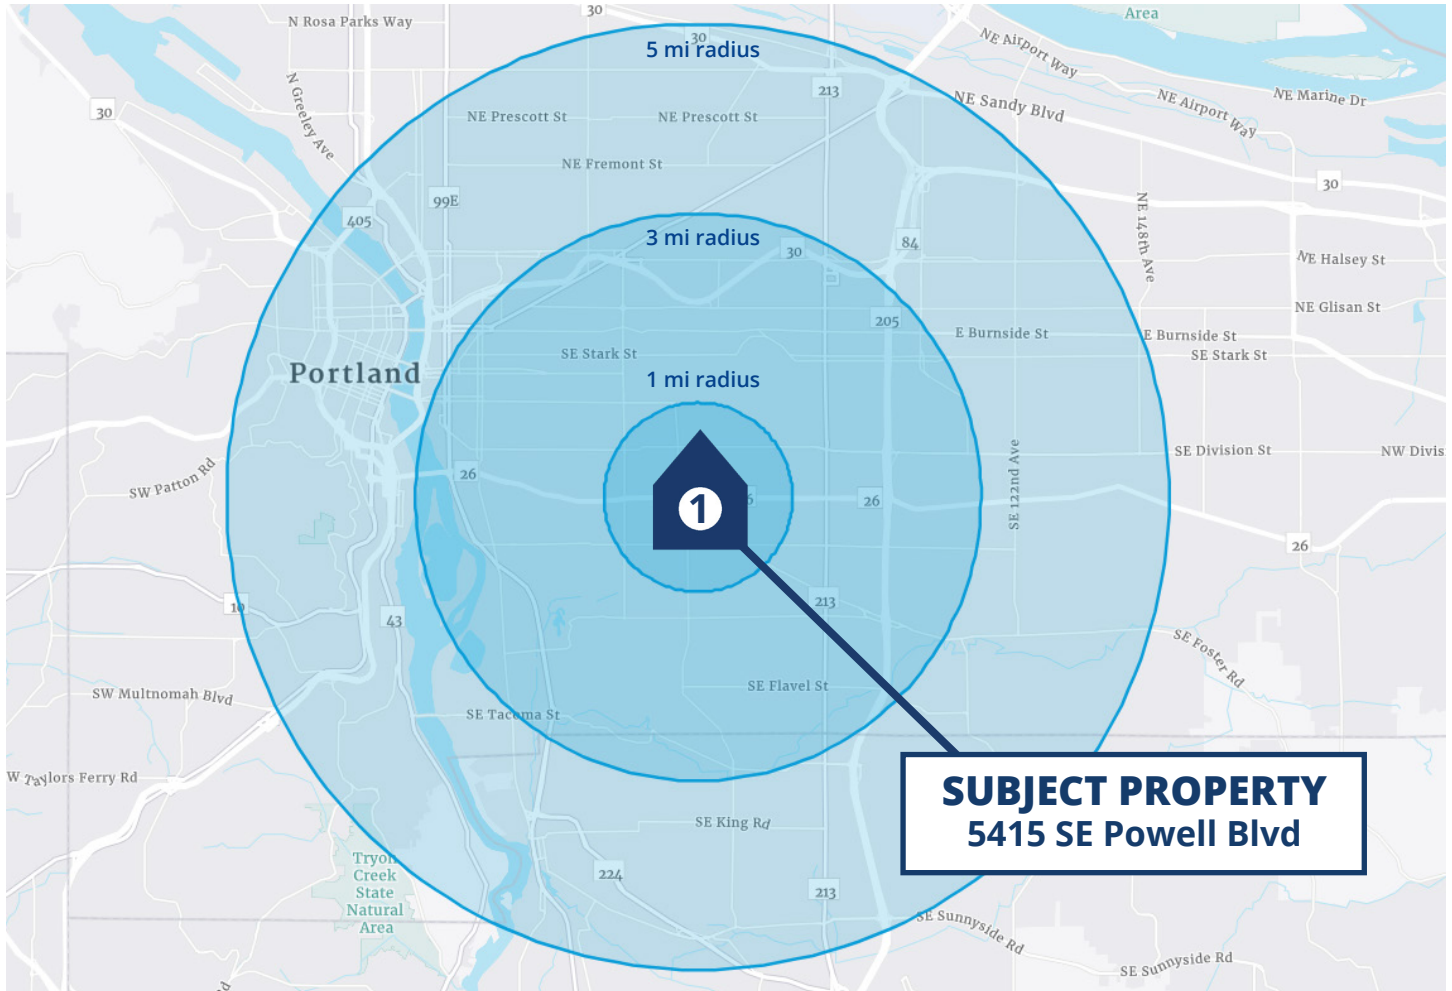 N Rosa Parks Way
30
Area
30
5 mi radius
NE Airport Way
N Greeley Ave
213
NE Sandy Blvd
NE Airport Way
NE Marine Dr
30
NE Prescott St
NE Prescott St
NE Fremont St
30
99E
405
NE 148th Ave
3 mi radius
30
84
NE Halsey St
NE Glisan St
205
E Burnside St
E Burnside St
SE Stark St
SE Stark St
Portland
1 mi radius
SE Division St
NW Divis
SW Patton Rd
26
SE 122nd Ave
26
1
6
26
10
43
213
SE Foster Rd
SE Flavel St
SW Multnomah Blvd
SE Tacoma St
W Taylors Ferry Rd
SUBJECT PROPERTY
5415 SE Powell Blvd
SE King Rd
Tryon
Creek
State
Natural
Area
224
213
SE Sunnyside Rd
SE Sunnyside Rd